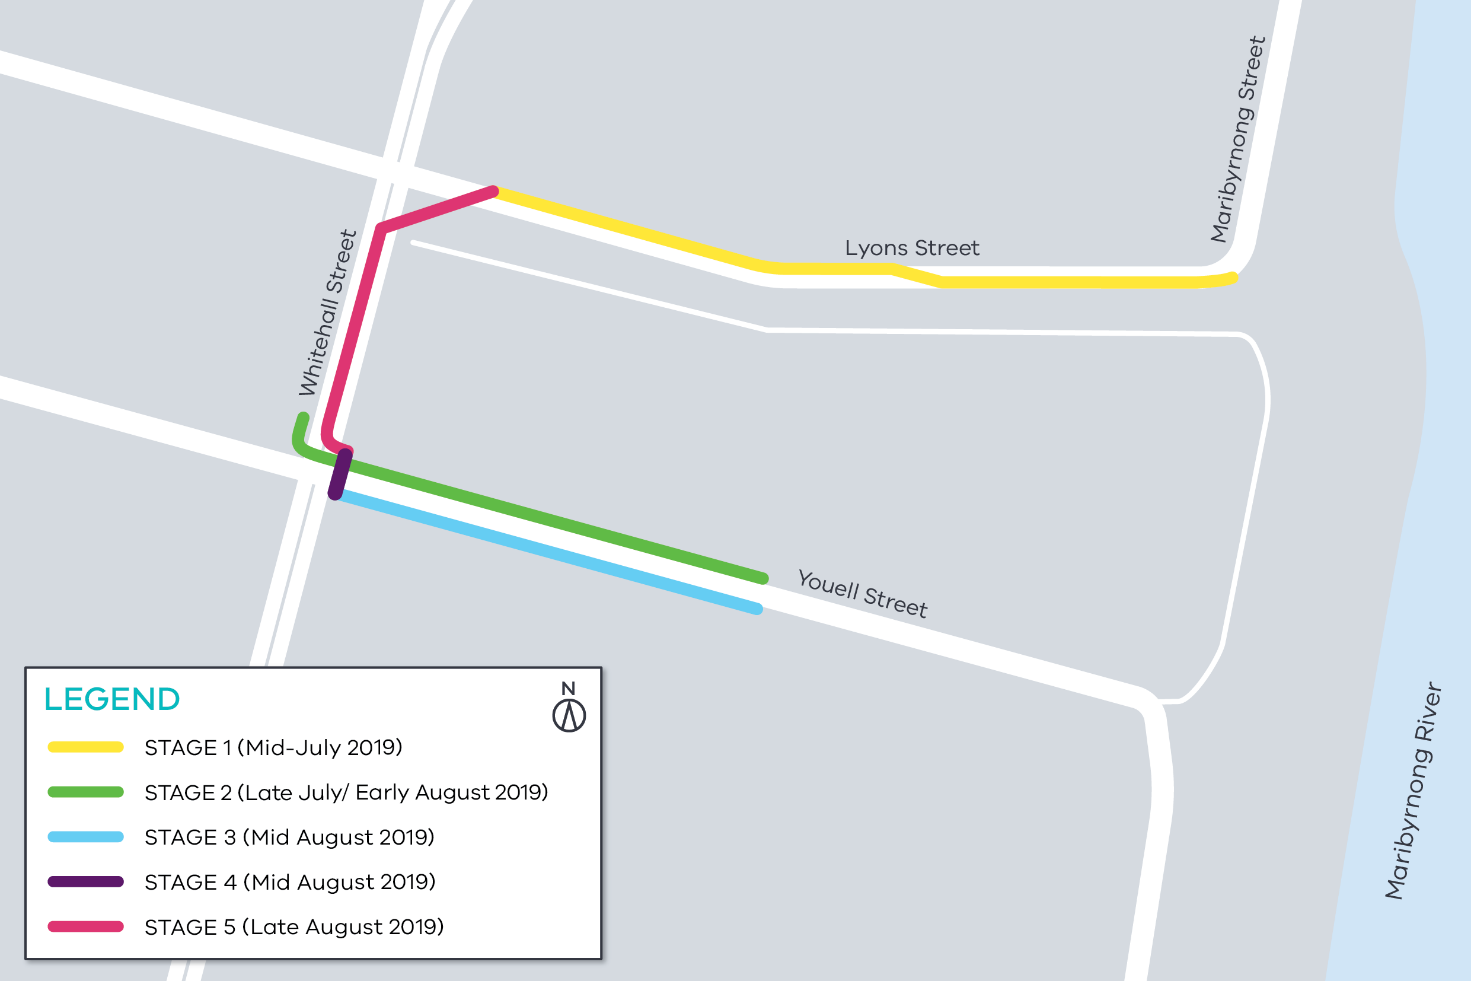 Maribyrnong Street
Lyons Street
Whitehall Street
Youell Street
Maribyrnong River
LEGEND
N
STAGE 1 (Mid-July 2019)
STAGE 2 (Late July/ Early August 2019)
STAGE 3 (Mid August 2019)
STAGE 4 (Mid August 2019)
STAGE 5 (Late August 2019)